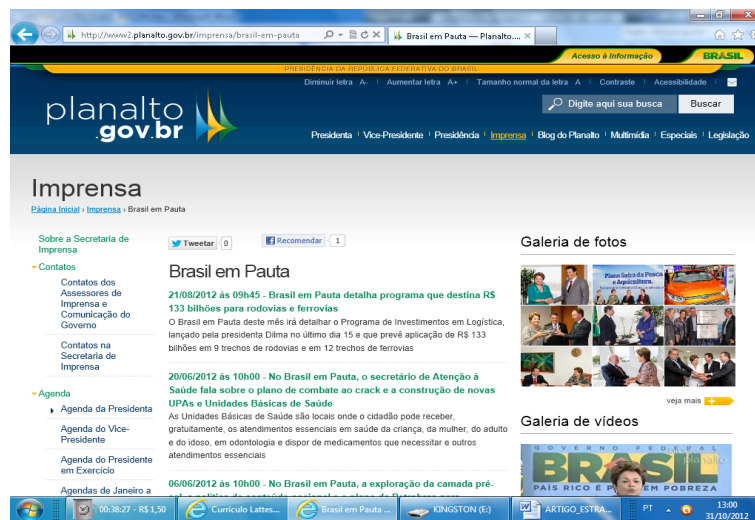 http://www2.planalto.gov.br/imprensa/brasil-em-pauta
Brasil em Pauta — Planalto....
Acesso à Informação
BRASIL
PRESIDÊNCIA DA REPÚBLICA FEDERATIVA DO BRASIL
Diminuir letra A- | Aumentar letra A+ | Tamanho normal da letra A | Contraste | Acessibilidade
planalto
.gov.br
Digite aqui sua busca
Buscar
Presidenta | Vice-Presidente | Presidência | Imprensa | Blog do Planalto | Multimídia | Especiais | Legislação
Imprensa
Página Inicial › Imprensa › Brasil em Pauta
Sobre a Secretaria de
Imprensa
Contatos
Contatos dos
Assessores de
Imprensa e
Comunicação do
Governo
Contatos na
Secretaria de
Imprensa
Agenda
Agenda da Presidenta
Agenda do Vice-
Presidente
Agenda do Presidente
em Exercício
Agendas de Janeiro a
Tweetar 0
Recomendar 1
Brasil em Pauta
21/08/2012 às 09h45 - Brasil em Pauta detalha programa que destina R$
133 bilhões para rodovias e ferrovias
O Brasil em Pauta deste mês irá detalhar o Programa de Investimentos em Logística,
lançado pela presidenta Dilma no último dia 15 e que prevê aplicação de R$ 133
bilhões em 9 trechos de rodovias e em 12 trechos de ferrovias
20/06/2012 às 10h00 - No Brasil em Pauta, o secretário de Atenção à
Saúde fala sobre o plano de combate ao crack e a construção de novas
UPAs e Unidades Básicas de Saúde
As Unidades Básicas de Saúde são locais onde o cidadão pode receber,
gratuitamente, os atendimentos essenciais em saúde da criança, da mulher, do adulto
e do idoso, em odontologia e dispor de medicamentos que necessitar e outros
atendimentos essenciais
06/06/2012 às 10h00 - No Brasil em Pauta, a exploração da camada pré-
Galeria de fotos
Plano Safra da Pesca
e Aquicultura.
veja mais
Galeria de vídeos
GOVERNO FEDERAL
planalto
BRASIL
PAÍS RICO É PAÍS SEM POBREZA
00:38:27 - R$ 1,50
Currículo Lattes...
Brasil em Pauta ...
KINGSTON (E:)
ARTIGO_ESTRA...
PT
13:00
31/10/2012